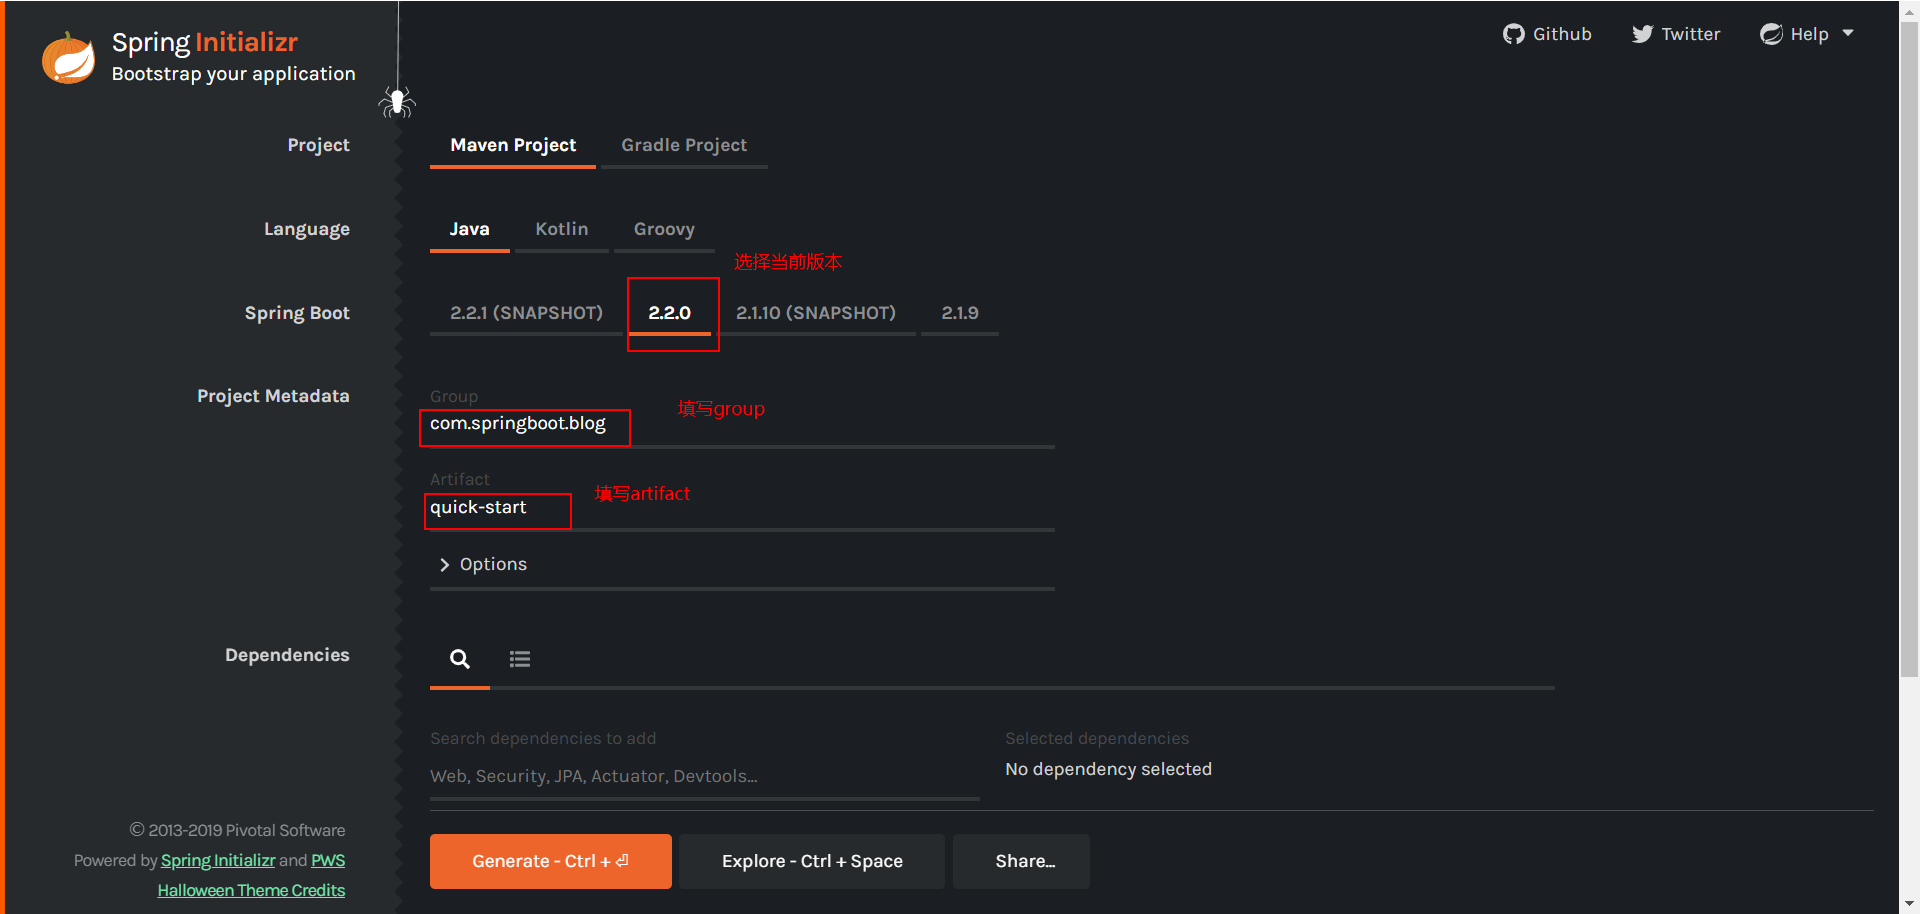 Spring Initializr
Bootstrap your application
Github
Twitter
Help
Project
Maven Project
Gradle Project
Language
Java
Kotlin
Groovy
选择当前版本
Spring Boot
2.2.1 (SNAPSHOT)
2.2.0
2.1.10 (SNAPSHOT)
2.1.9
Project Metadata
Group
com.springboot.blog
填写group
Artifact
quick-start
填写artifact
Options
Dependencies
Search dependencies to add
Web, Security, JPA, Actuator, Devtools...
Selected dependencies
No dependency selected
© 2013-2019 Pivotal Software
Powered by Spring Initializr and PWS
Halloween Theme Credits
Generate - Ctrl + ⏎
Explore - Ctrl + Space
Share...